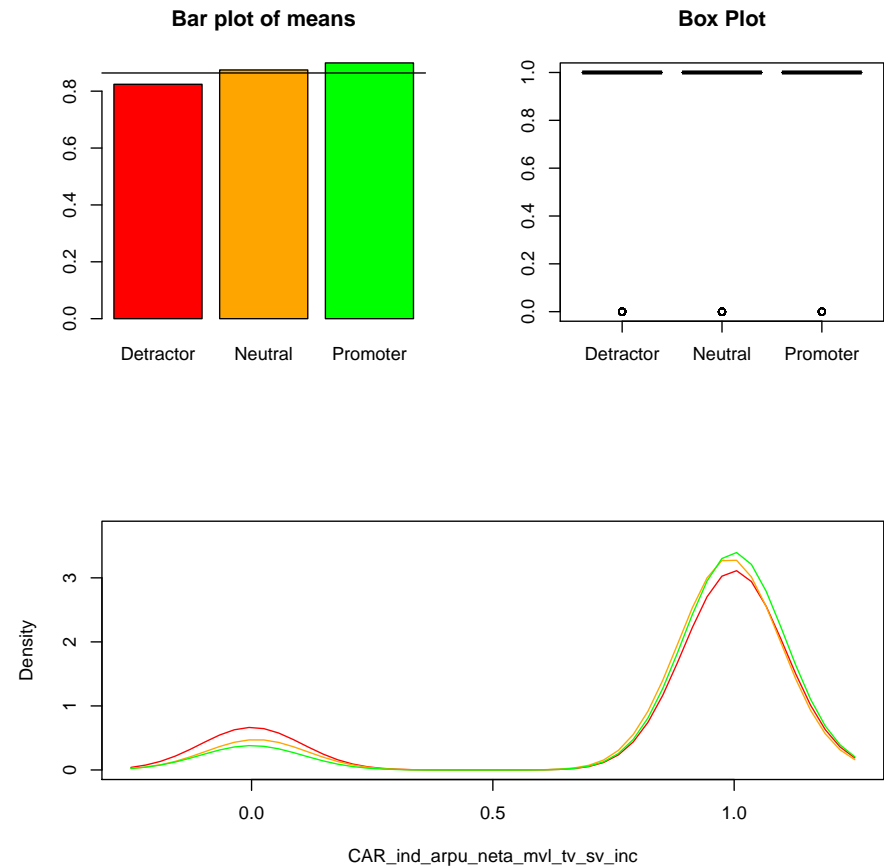 Bar plot of means
0.8
0.6
0.4
0.2
0.0
Detractor Neutral Promoter
Box Plot
1.0
0.8
0.6
0.4
0.2
0.0
Detractor Neutral Promoter
Density
3
2
1
0
0.0 0.5 1.0
CAR_ind_arpu_neta_mvl_tv_sv_inc